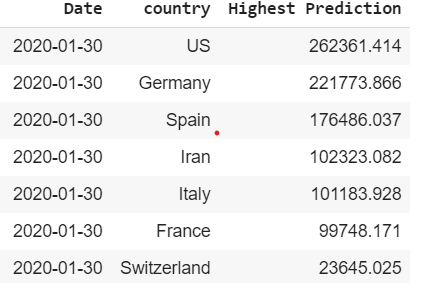 Date country Highest Prediction
2020-01-30 US 262361.414
2020-01-30 Germany 221773.866
2020-01-30 Spain 176486.037
2020-01-30 Iran 102323.082
2020-01-30 Italy 101183.928
2020-01-30 France 99748.171
2020-01-30 Switzerland 23645.025